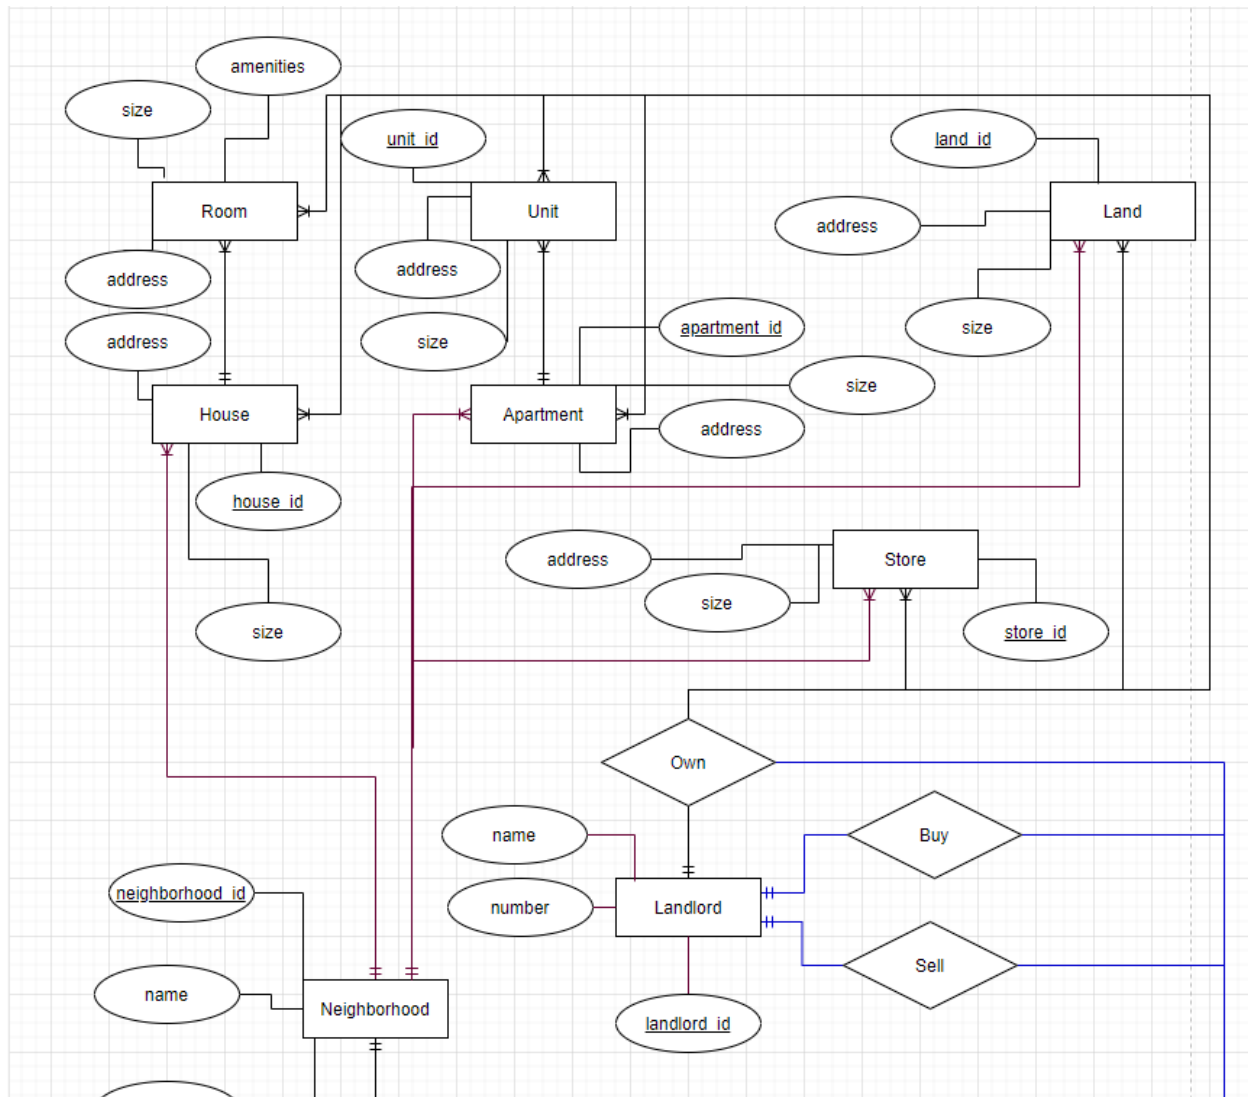 amenities
size
unit_id
land_id
Room
Unit
Land
address
address
address
address
size
size
apartment_id
size
House
Apartment
address
house_id
address
Store
size
size
store_id
Own
name
Buy
neighborhood_id
number
Landlord
Sell
name
Neighborhood
landlord_id